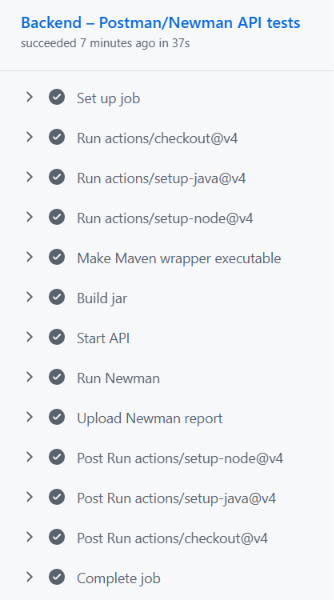 Backend – Postman/Newman API tests
succeeded 7 minutes ago in 37s
Set up job
Run actions/checkout@v4
Run actions/setup-java@v4
Run actions/setup-node@v4
Make Maven wrapper executable
Build jar
Start API
Run Newman
Upload Newman report
Post Run actions/setup-node@v4
Post Run actions/setup-java@v4
Post Run actions/checkout@v4
Complete job